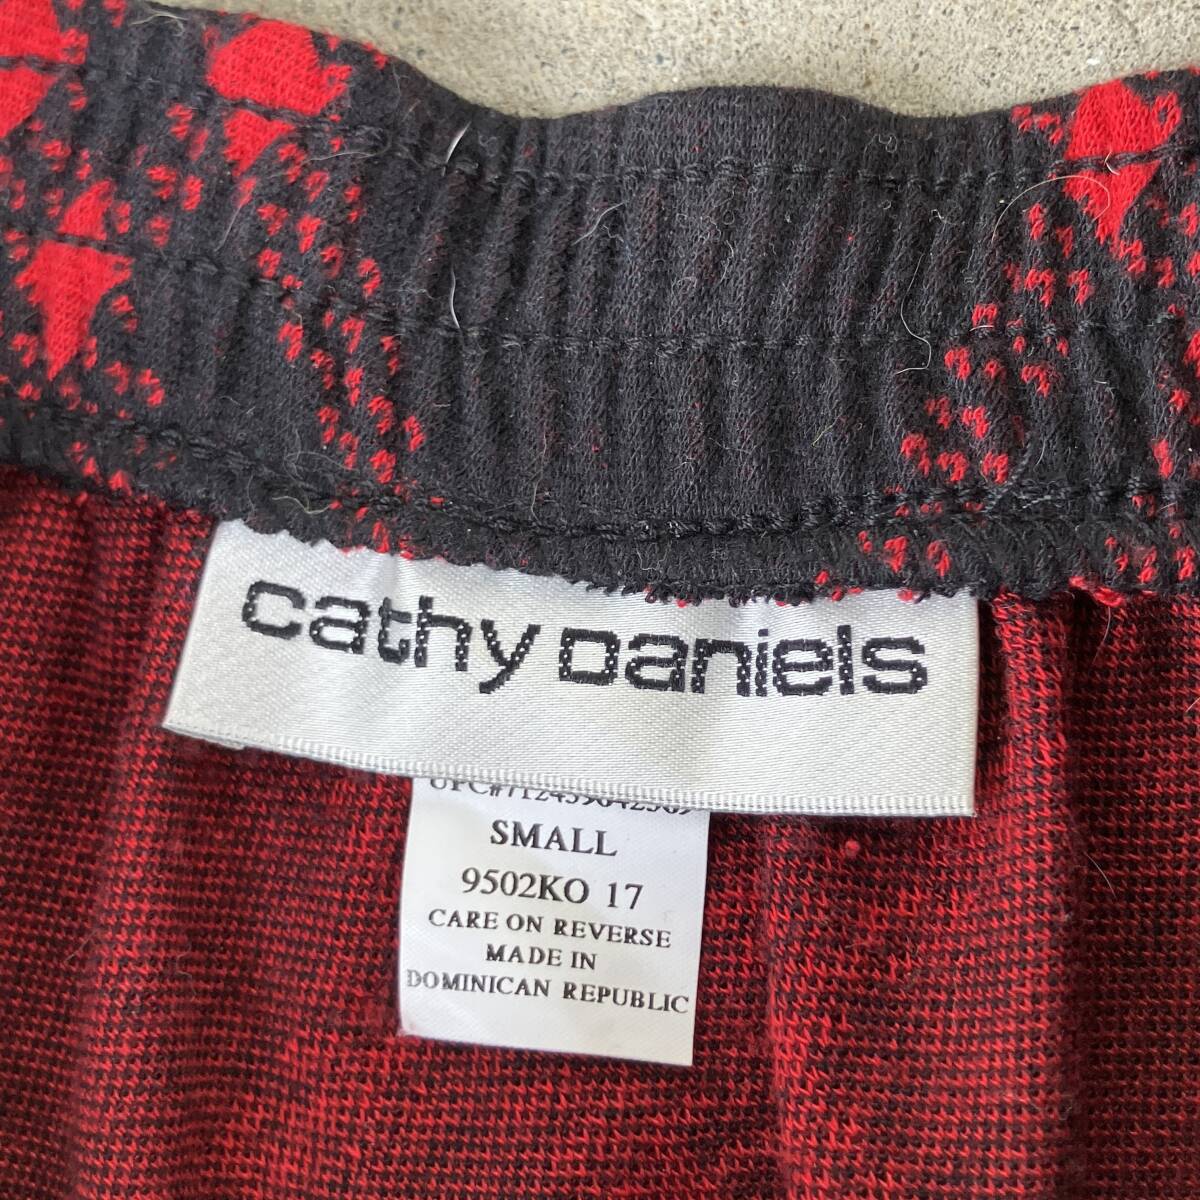 cathy Daniels
SMALL
9502KO 17
CARE ON REVERSE
MADE IN
DOMINICAN REPUBLIC